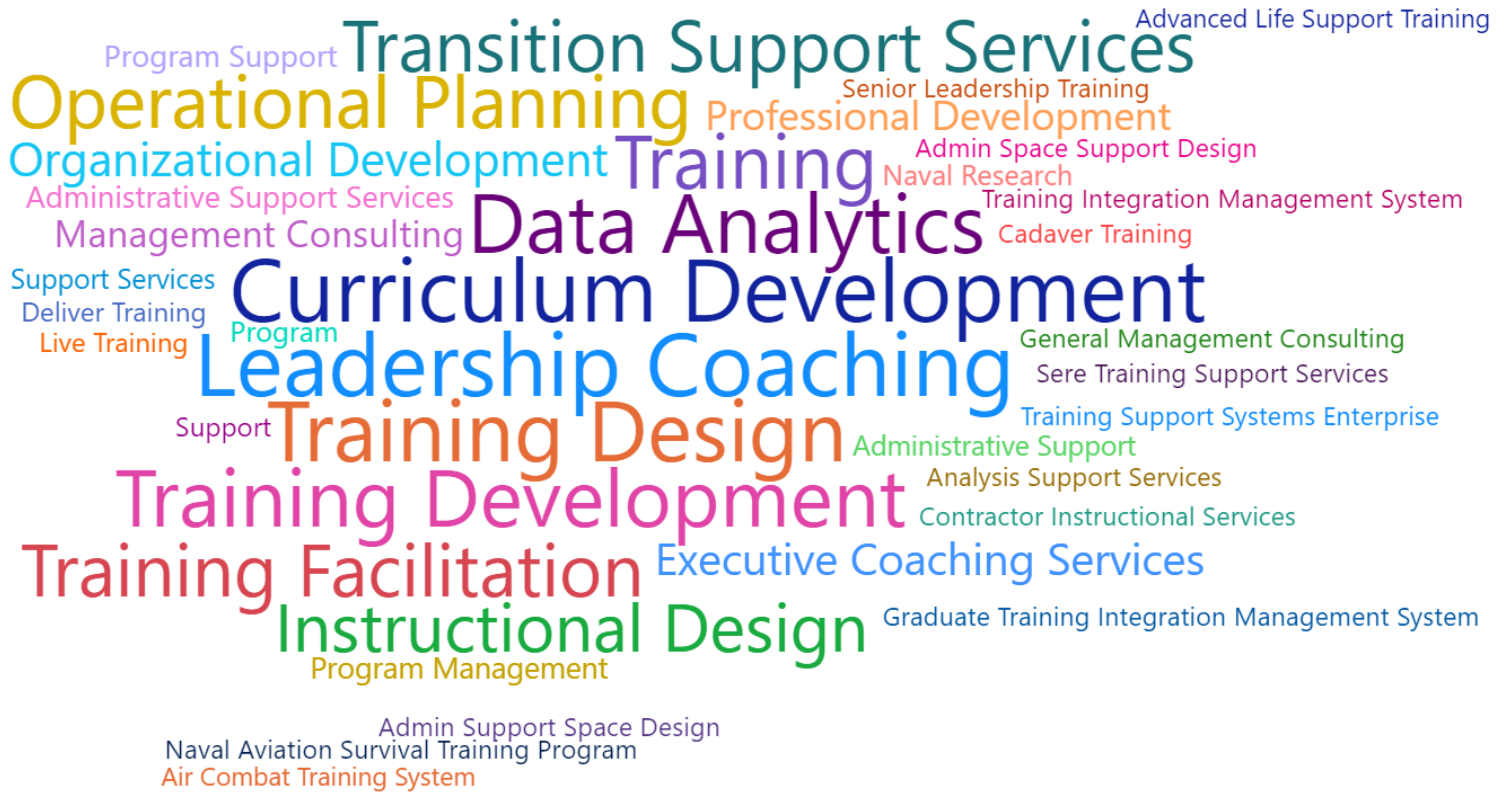 Advanced Life Support Training
Program Support
Transition Support Services
Operational Planning
Senior Leadership Training
Professional Development
Organizational Development
Training
Admin Space Support Design
Naval Research
Administrative Support Services
Training Integration Management System
Management Consulting
Data Analytics
Cadaver Training
Support Services
Curriculum Development
Deliver Training
Program
Live Training
Leadership Coaching
General Management Consulting
Sere Training Support Services
Support
Training Design
Training Support Systems Enterprise
Administrative Support
Training Development
Analysis Support Services
Contractor Instructional Services
Training Facilitation
Executive Coaching Services
Instructional Design
Graduate Training Integration Management System
Program Management
Admin Support Space Design
Naval Aviation Survival Training Program
Air Combat Training System